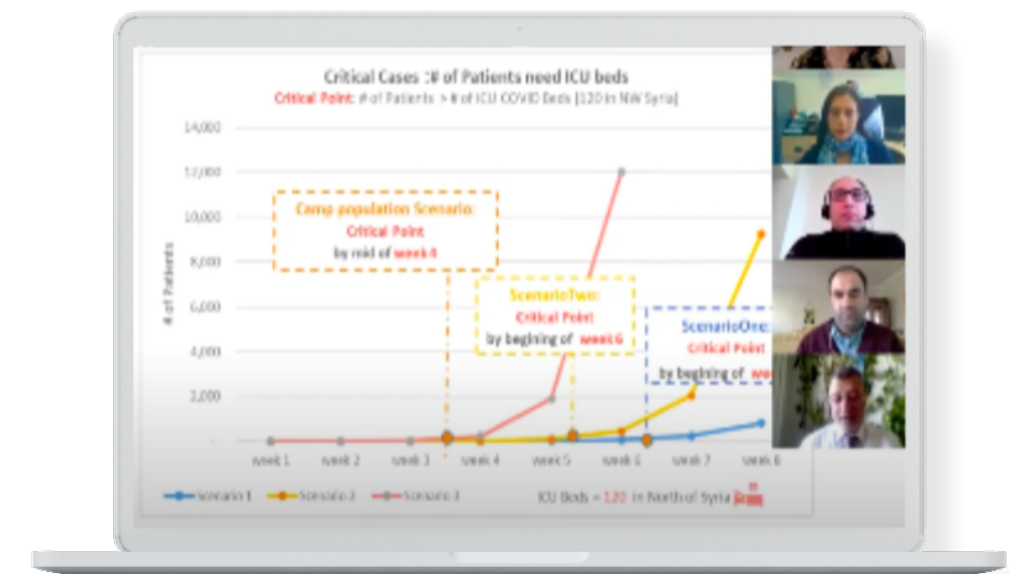 Critical Cases :# of Patients need ICU beds
Critical Point: # of Patients > # of ICU COVID Beds [120 in NW Syria]
14,000
12,000
10,000
8,000
6,000
4,000
2,000
-
# of Patients
Camp population Scenario:
Critical Point
by mid of week 4
ScenarioTwo:
Critical Point
by begining of week 6
ScenarioOne:
Critical Point
by begining of
week 1 week 2 week 3 week 4 week 5 week 6 week 7 week 8
Scenario 1 Scenario 2 Scenario 3
ICU Beds = 120 in North of Syria